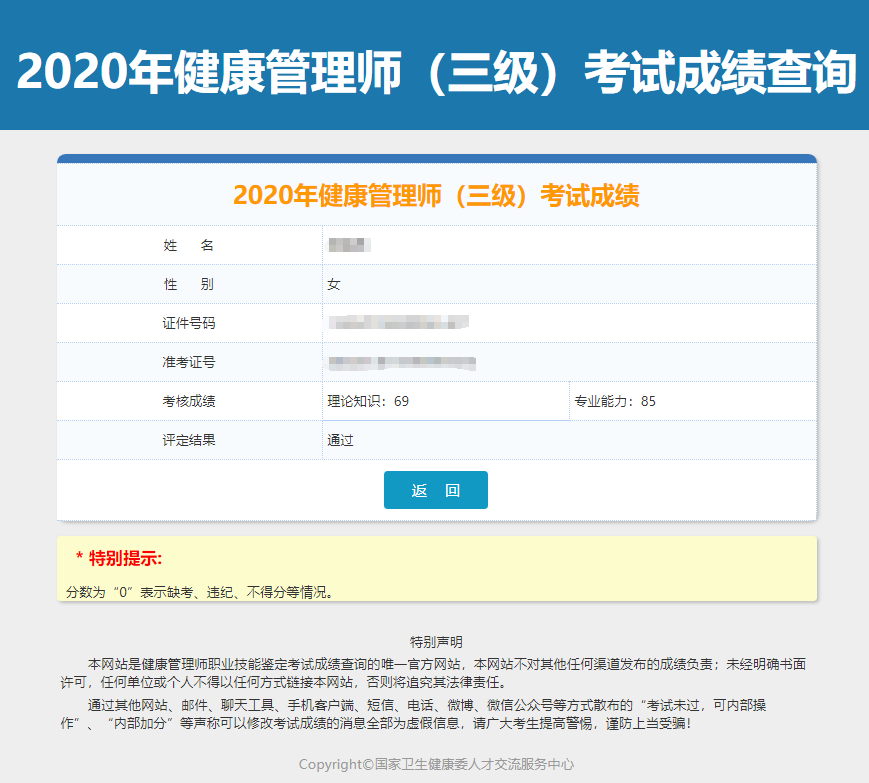 2020年健康管理师（三级）考试成绩查询
2020年健康管理师（三级）考试成绩
姓 名
性 别 女
证件号码
准考证号
考核成绩 理论知识：69 专业能力：85
评定结果 通过
返 回
* 特别提示:
分数为“0”表示缺考、违纪、不得分等情况。
特别声明
本网站是健康管理师职业技能鉴定考试成绩查询的唯一官方网站，本网站不对其他任何渠道发布的成绩负责；未经明确书面
许可，任何单位或个人不得以任何方式链接本网站，否则将追究其法律责任。
通过其他网站、邮件、聊天工具、手机客户端、短信、电话、微博、微信公众号等方式散布的“考试未过，可内部操
作”、“内部加分”等声称可以修改考试成绩的消息全部为虚假信息，请广大考生提高警惕，谨防上当受骗！
Copyright©国家卫生健康委人才交流服务中心